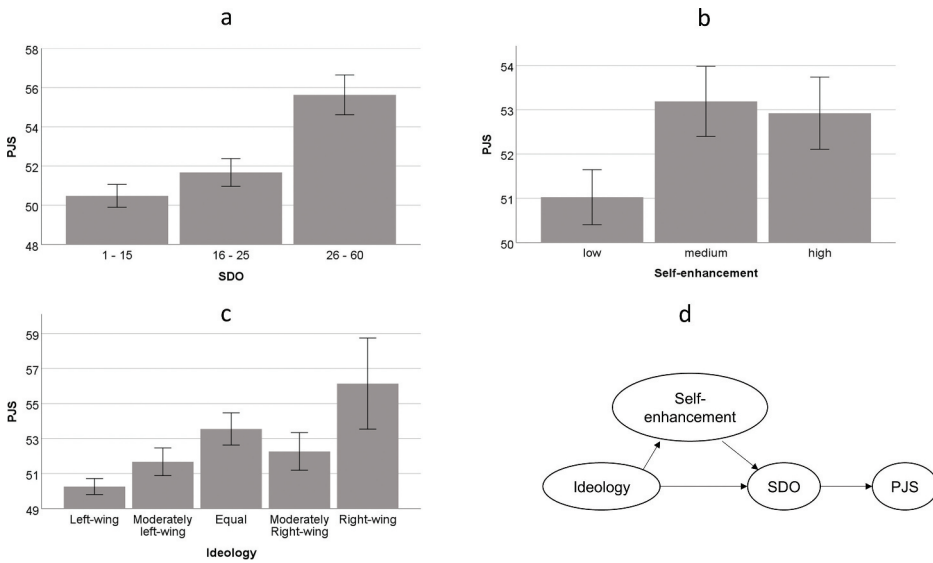 a
58
56
54
52
50
48
PJS
1 - 15
16 - 25
26 - 60
SDO
b
54
53
52
51
50
PJS
low
medium
high
Self-enhancement
c
59
57
55
53
51
49
PJS
Left-wing
Moderately
left-wing
Equal
Moderately
Right-wing
Right-wing
Ideology
d
Self-
enhancement
Ideology
SDO
PJS